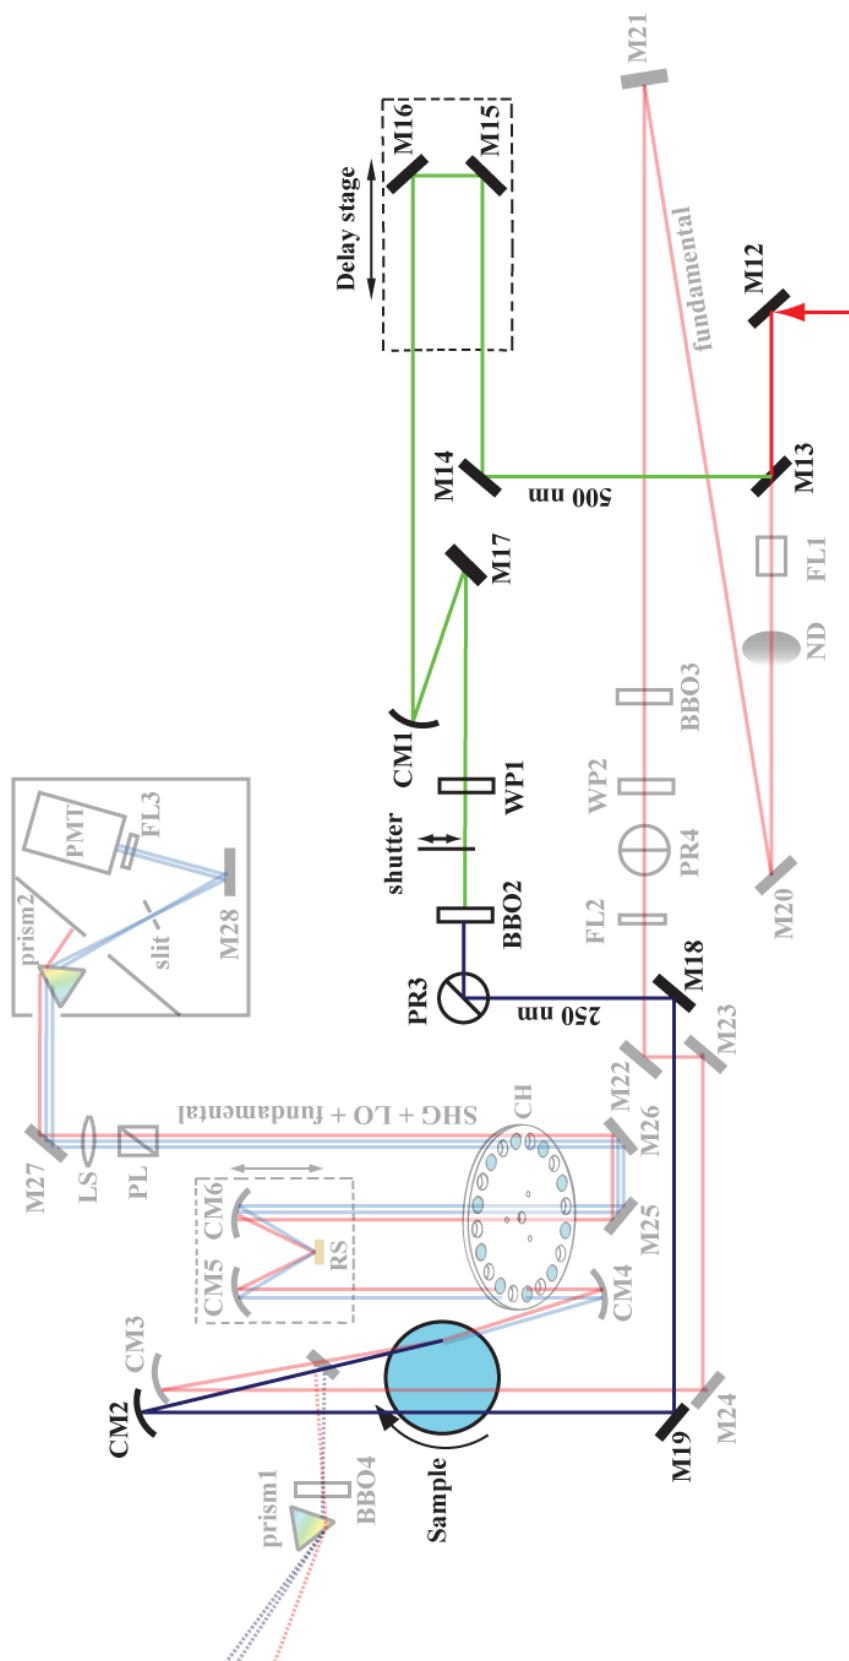 M21
M16
M15
Delay stage
fundamental
M12
M14
500 nm
M13
M17
FL1
ND
CM1
BBO3
WP1
WP2
shutter
PMT
FL3
PR4
prism2
slit
M28
BBO2
FL2
M20
PR3
250 nm
M18
M23
M22
SHG + LO + fundamental
CH
M26
M27
LS
PL
CM6
M25
RS
CM5
CM4
CM3
CM2
M24
M19
Sample
prism1
BBO4